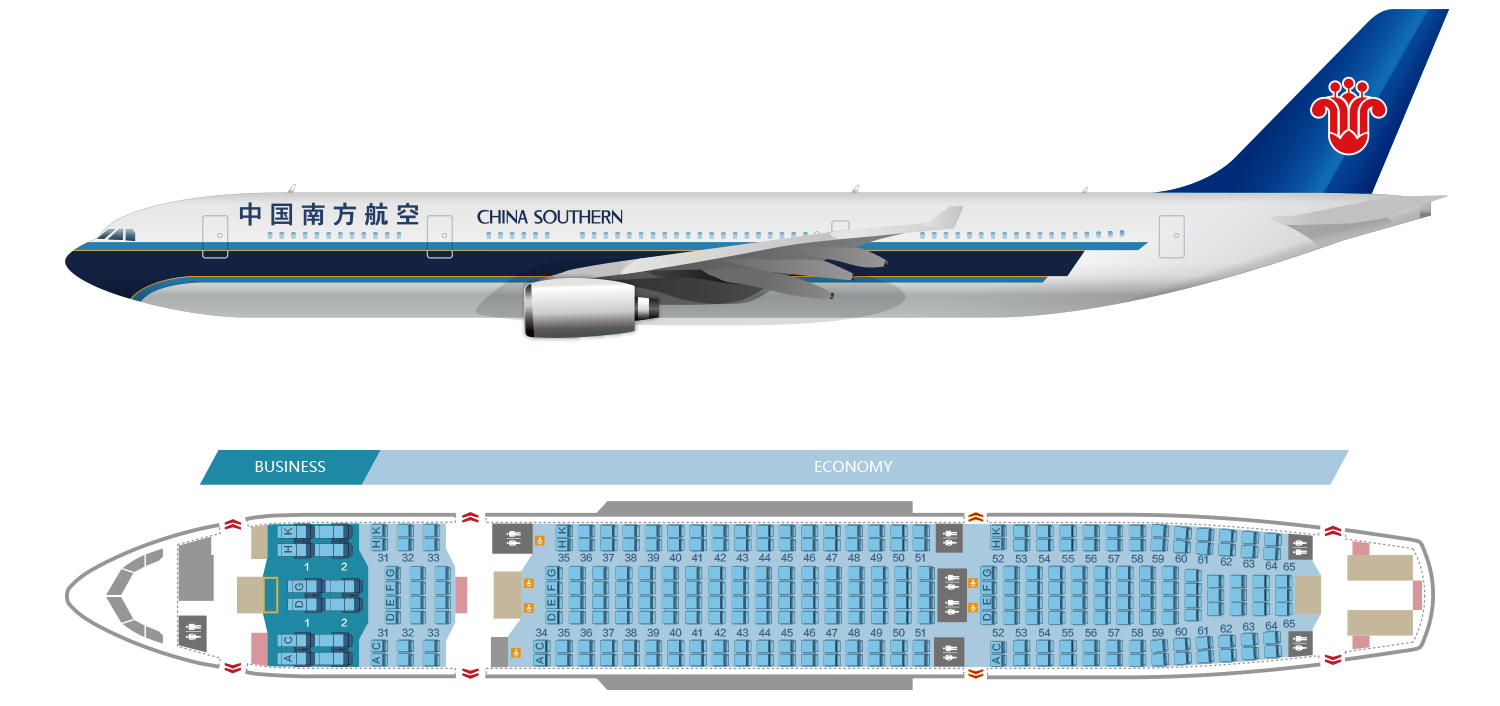 中国南方航空
CHINA SOUTHERN
BUSINESS
ECONOMY
K
H
1 2
G
D
1 2
C
A
K
H
31 32 33
G
F
E
D
31 32 33
C
A
K
H
35 36 37 38 39 40 41 42 43 44 45 46 47 48 49 50 51
G
F
E
D
34 35 36 37 38 39 40 41 42 43 44 45 46 47 48 49 50 51
C
A
K
H
52 53 54 55 56 57 58 59 60 61 62 63 64 65
G
F
E
D
52 53 54 55 56 57 58 59 60 61 62 63 64 65
C
A